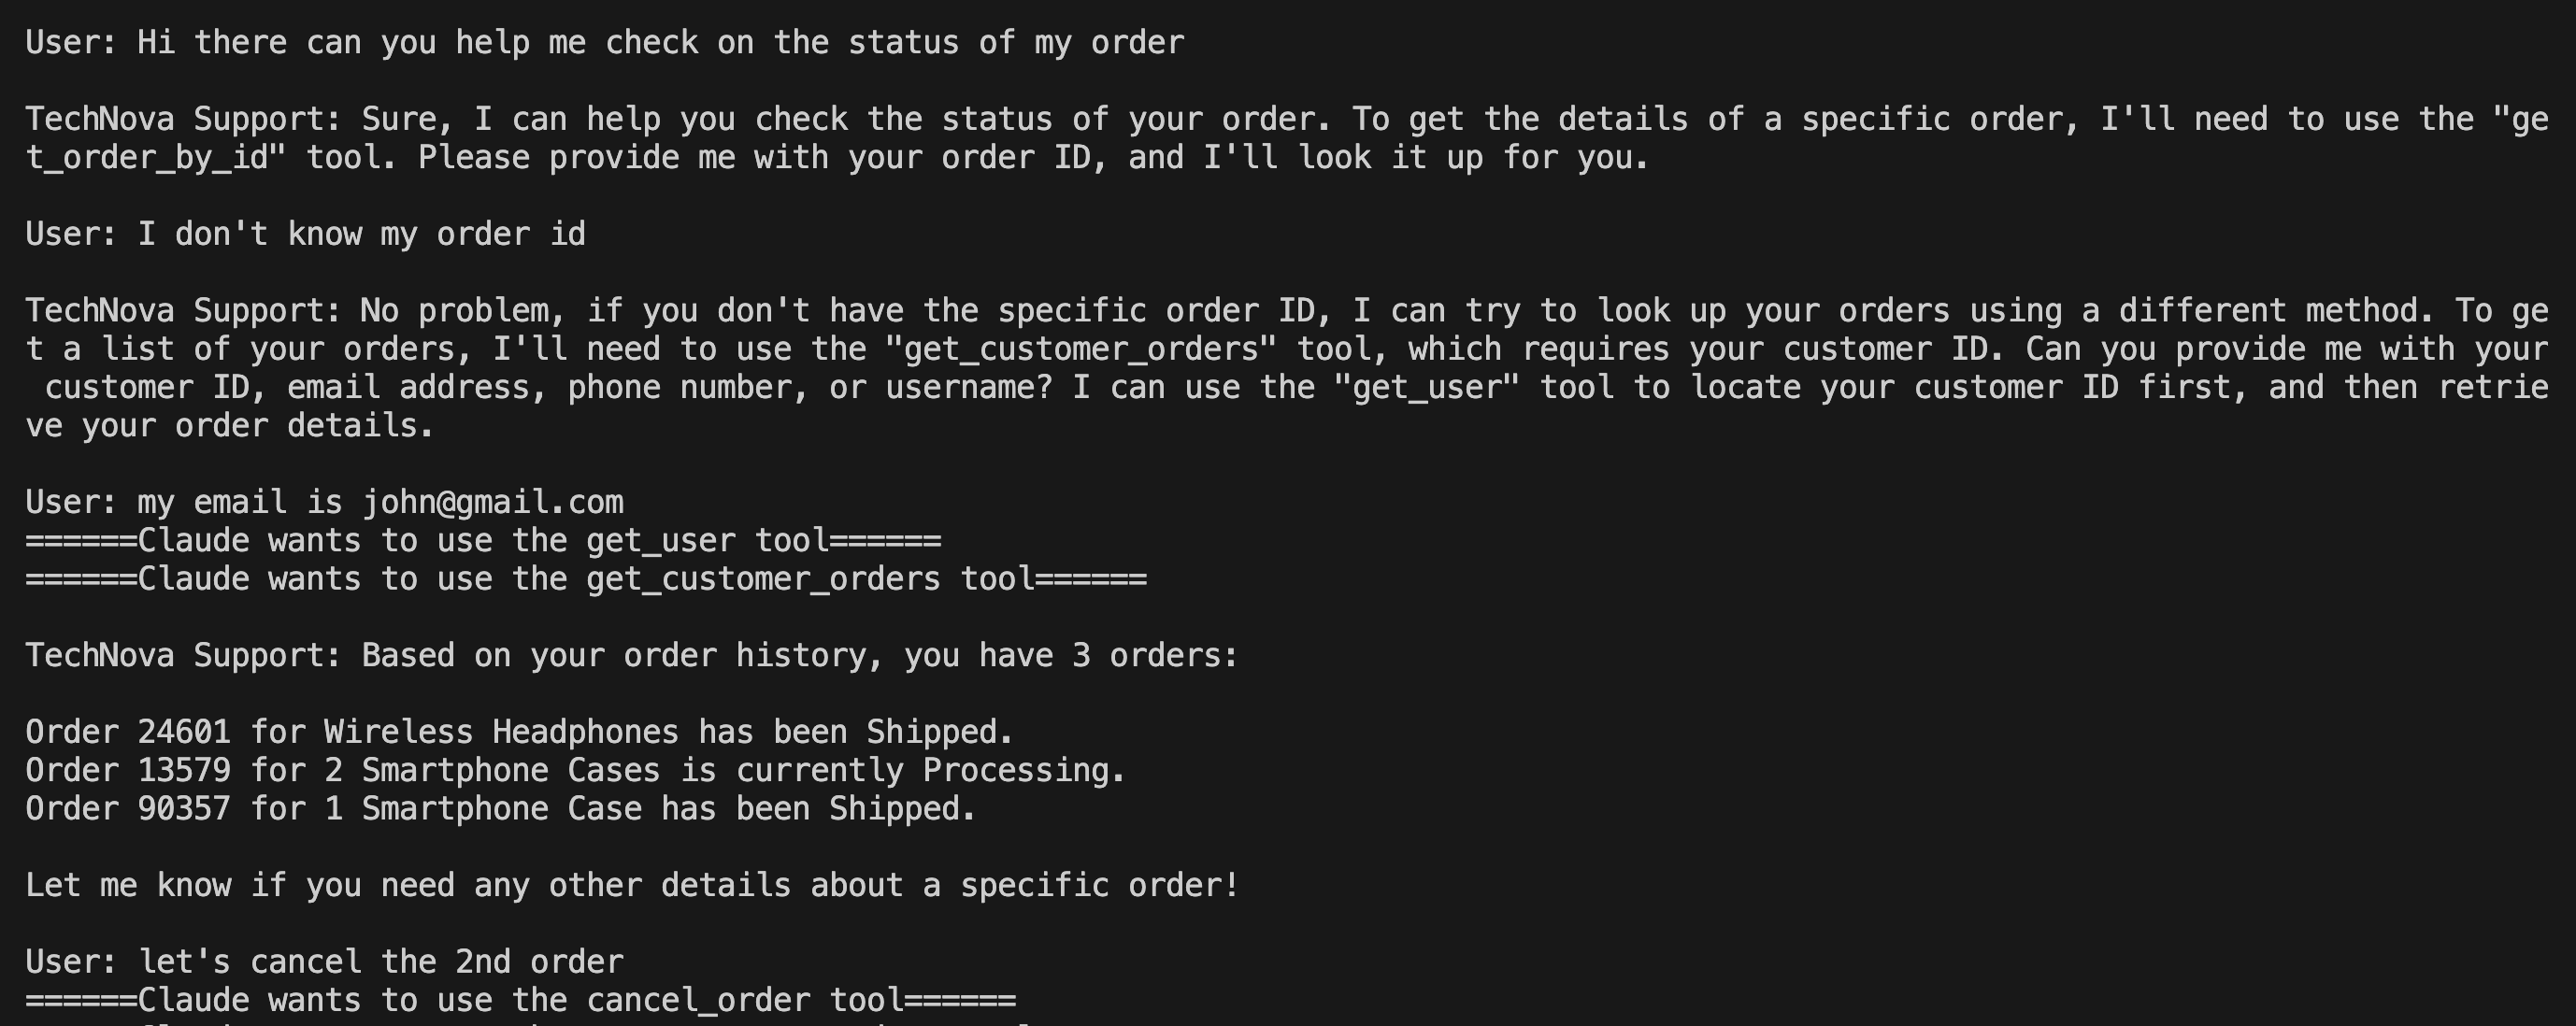 User: Hi there can you help me check on the status of my order
TechNova Support: Sure, I can help you check the status of your order. To get the details of a specific order, I'll need to use the "ge
t_order_by_id" tool. Please provide me with your order ID, and I'll look it up for you.
User: I don't know my order id
TechNova Support: No problem, if you don't have the specific order ID, I can try to look up your orders using a different method. To ge
t a list of your orders, I'll need to use the "get_customer_orders" tool, which requires your customer ID. Can you provide me with your
 customer ID, email address, phone number, or username? I can use the "get_user" tool to locate your customer ID first, and then retrie
ve your order details.
User: my email is john@gmail.com
======Claude wants to use the get_user tool======
======Claude wants to use the get_customer_orders tool======
TechNova Support: Based on your order history, you have 3 orders:
Order 24601 for Wireless Headphones has been Shipped.
Order 13579 for 2 Smartphone Cases is currently Processing.
Order 90357 for 1 Smartphone Case has been Shipped.
Let me know if you need any other details about a specific order!
User: let's cancel the 2nd order
======Claude wants to use the cancel_order tool======